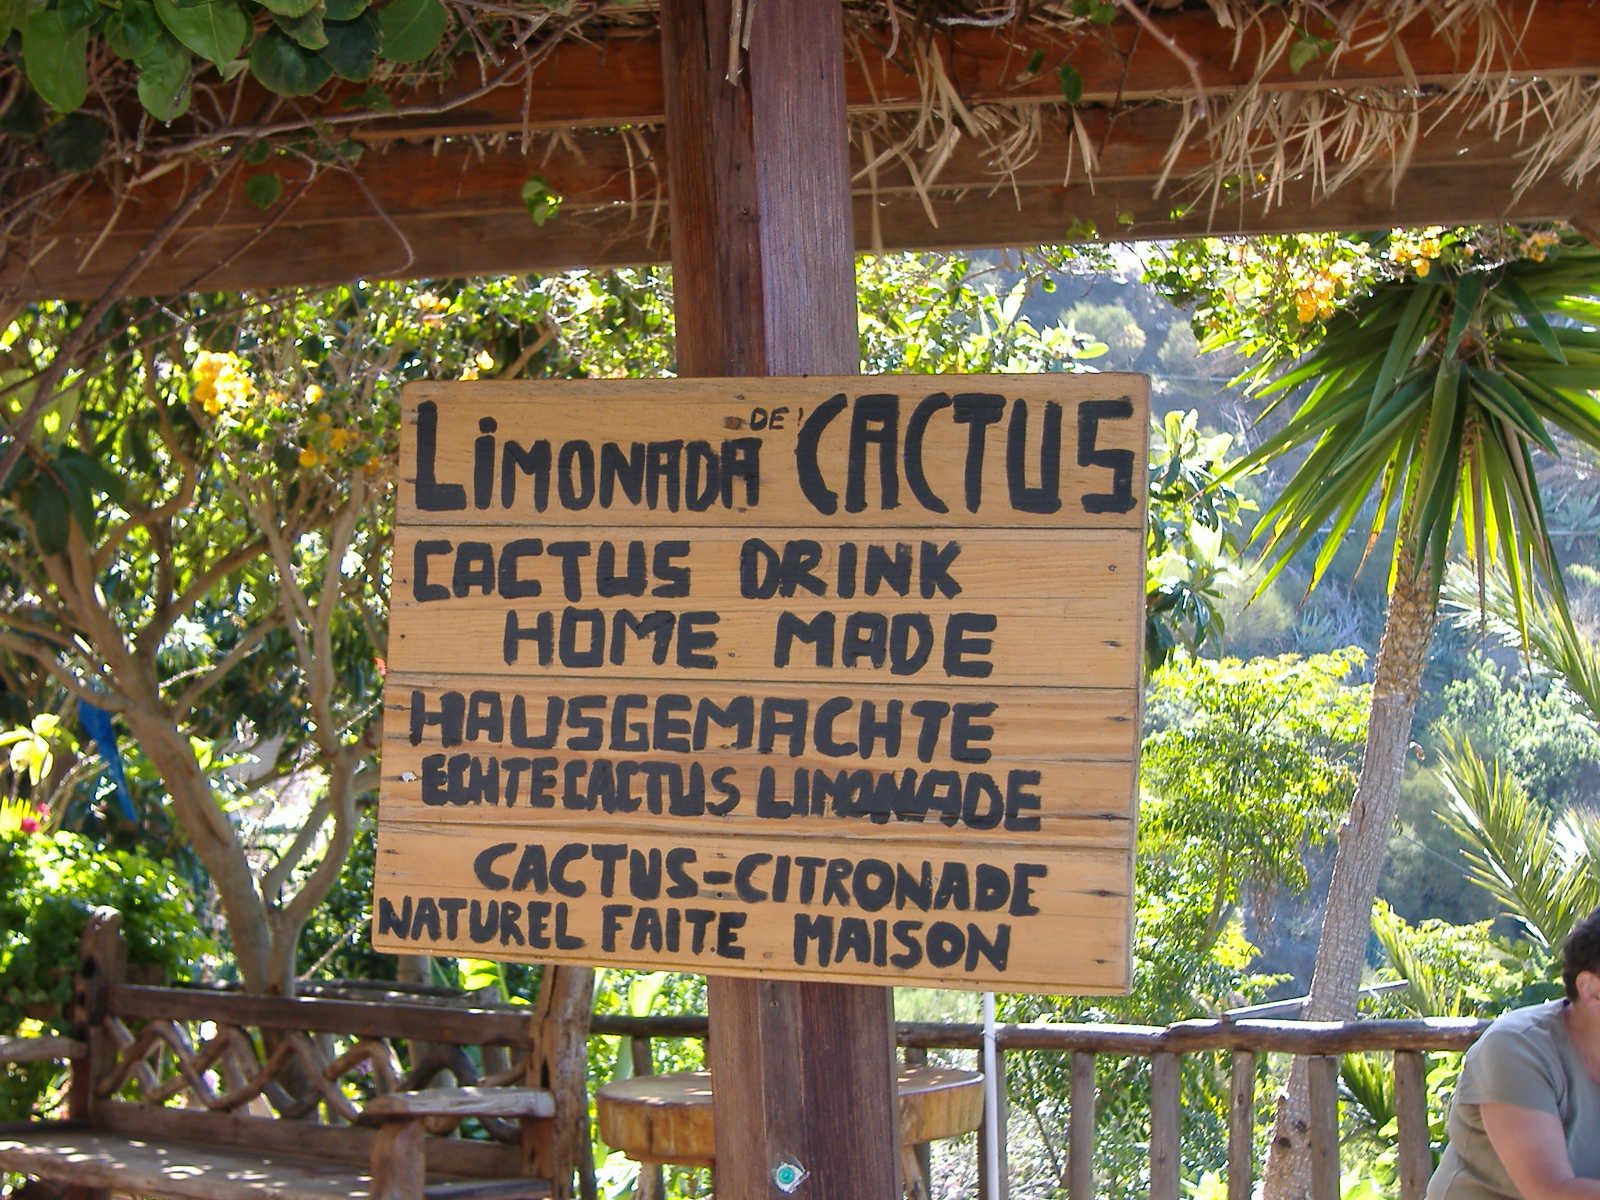 LiMONADA DE' CACTUS
CACTUS DRINK
HOME MADE
HAUSGEMACHTE
ECHTE CACTUS LIMONADE
CACTUS-CITRONADE
NATUREL FAITE MAISON